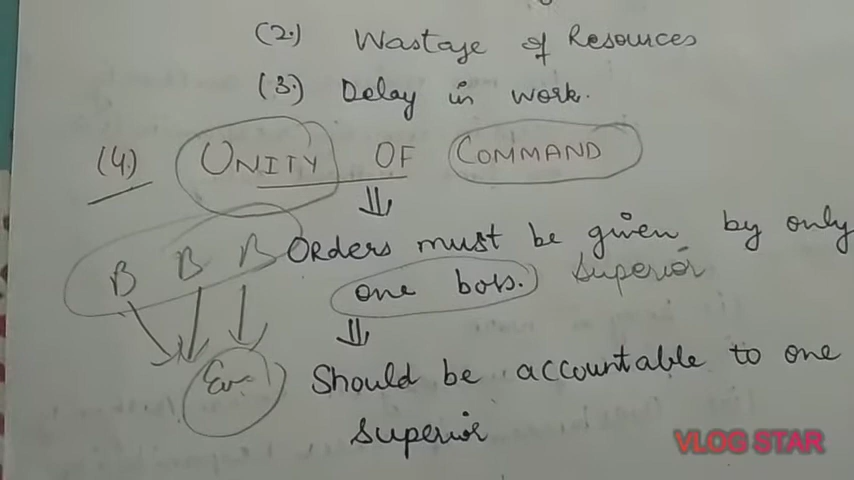 (2.) Wastage of Resources
(3.) Delay in work.
(4.) UNITY OF COMMAND
⇓
B B B Orders must be given by only
one boss. Superior
⇓
Should be accountable to one
Superior
VLOG STAR